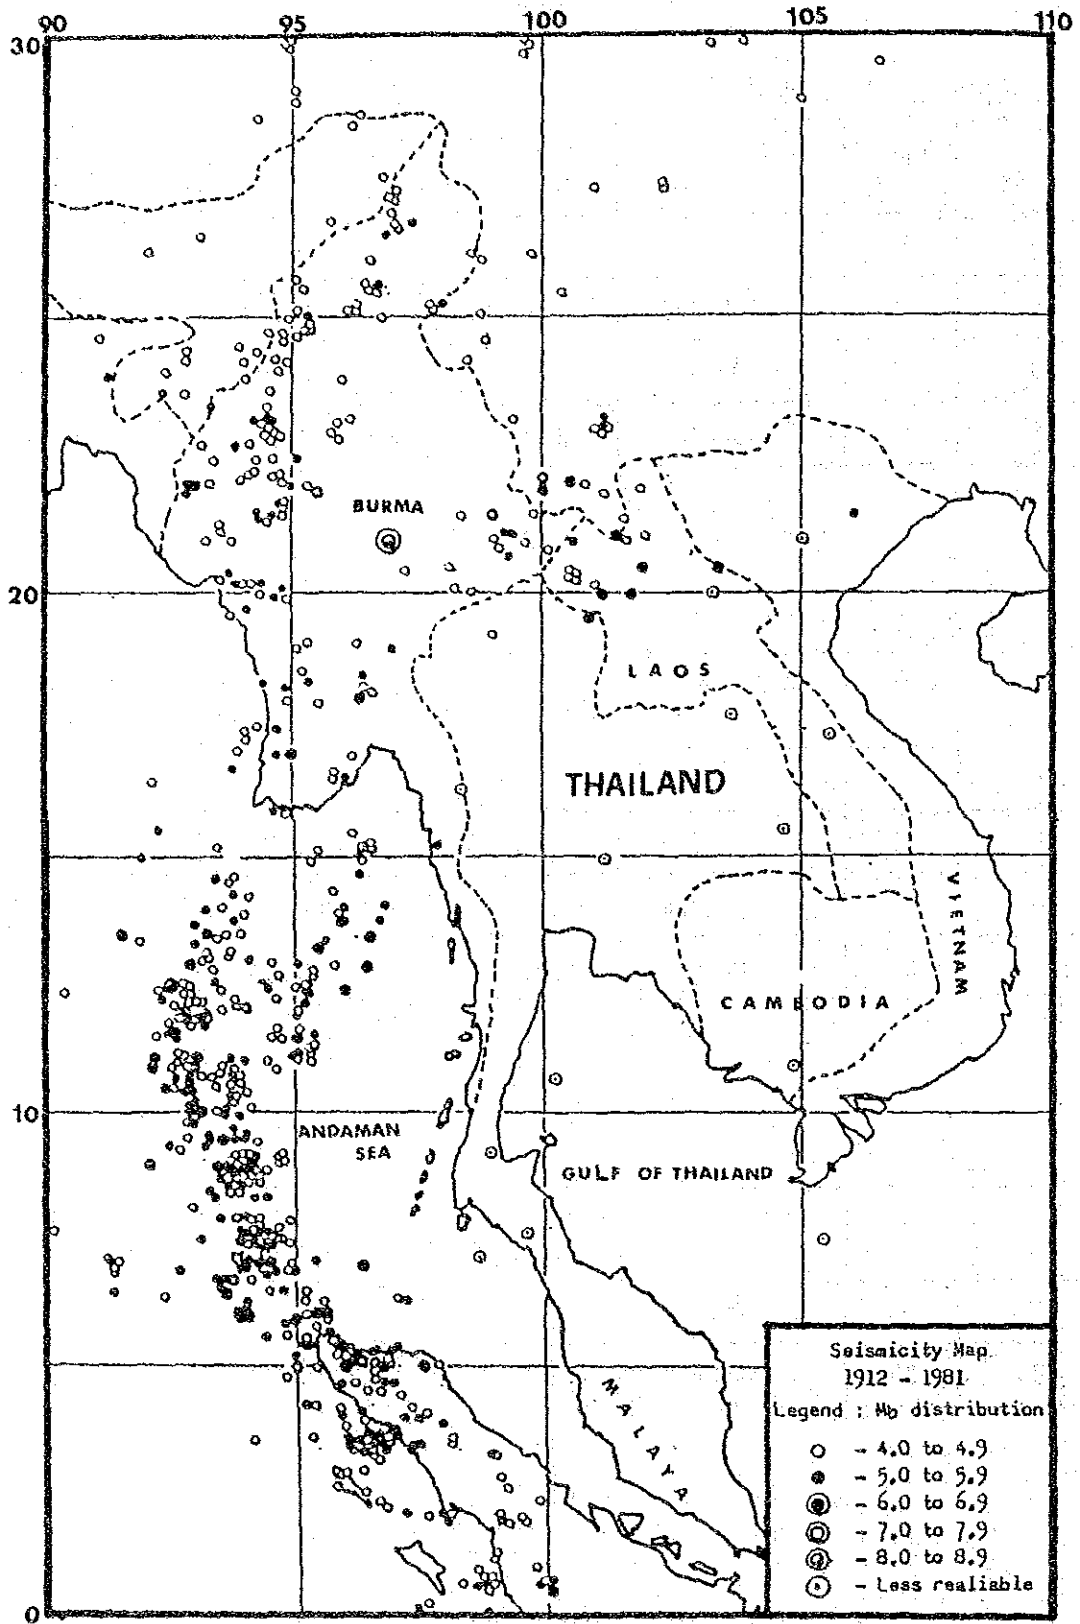 90 95 100 105 110
30
BURMA
20
LAOS
THAILAND
VIETNAM
CAMBODIA
10
ANDAMAN
SEA
GULF OF THAILAND
MALAYA
Seismicity Map
1912 - 1981
Legend : Mb distribution
- 4.0 to 4.9
- 5.0 to 5.9
- 6.0 to 6.9
- 7.0 to 7.9
- 8.0 to 8.9
- Less realiable
0